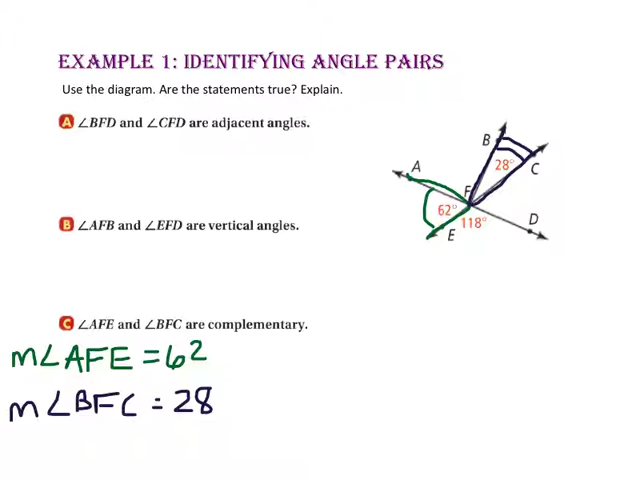 EXAMPLE 1: IDENTIFYING ANGLE PAIRS
Use the diagram. Are the statements true? Explain.
A ∠BFD and ∠CFD are adjacent angles.
B
28°
C
A
F
62°
E
118°
D
B ∠AFB and ∠EFD are vertical angles.
C ∠AFE and ∠BFC are complementary.
m∠AFE = 62
m∠BFC = 28